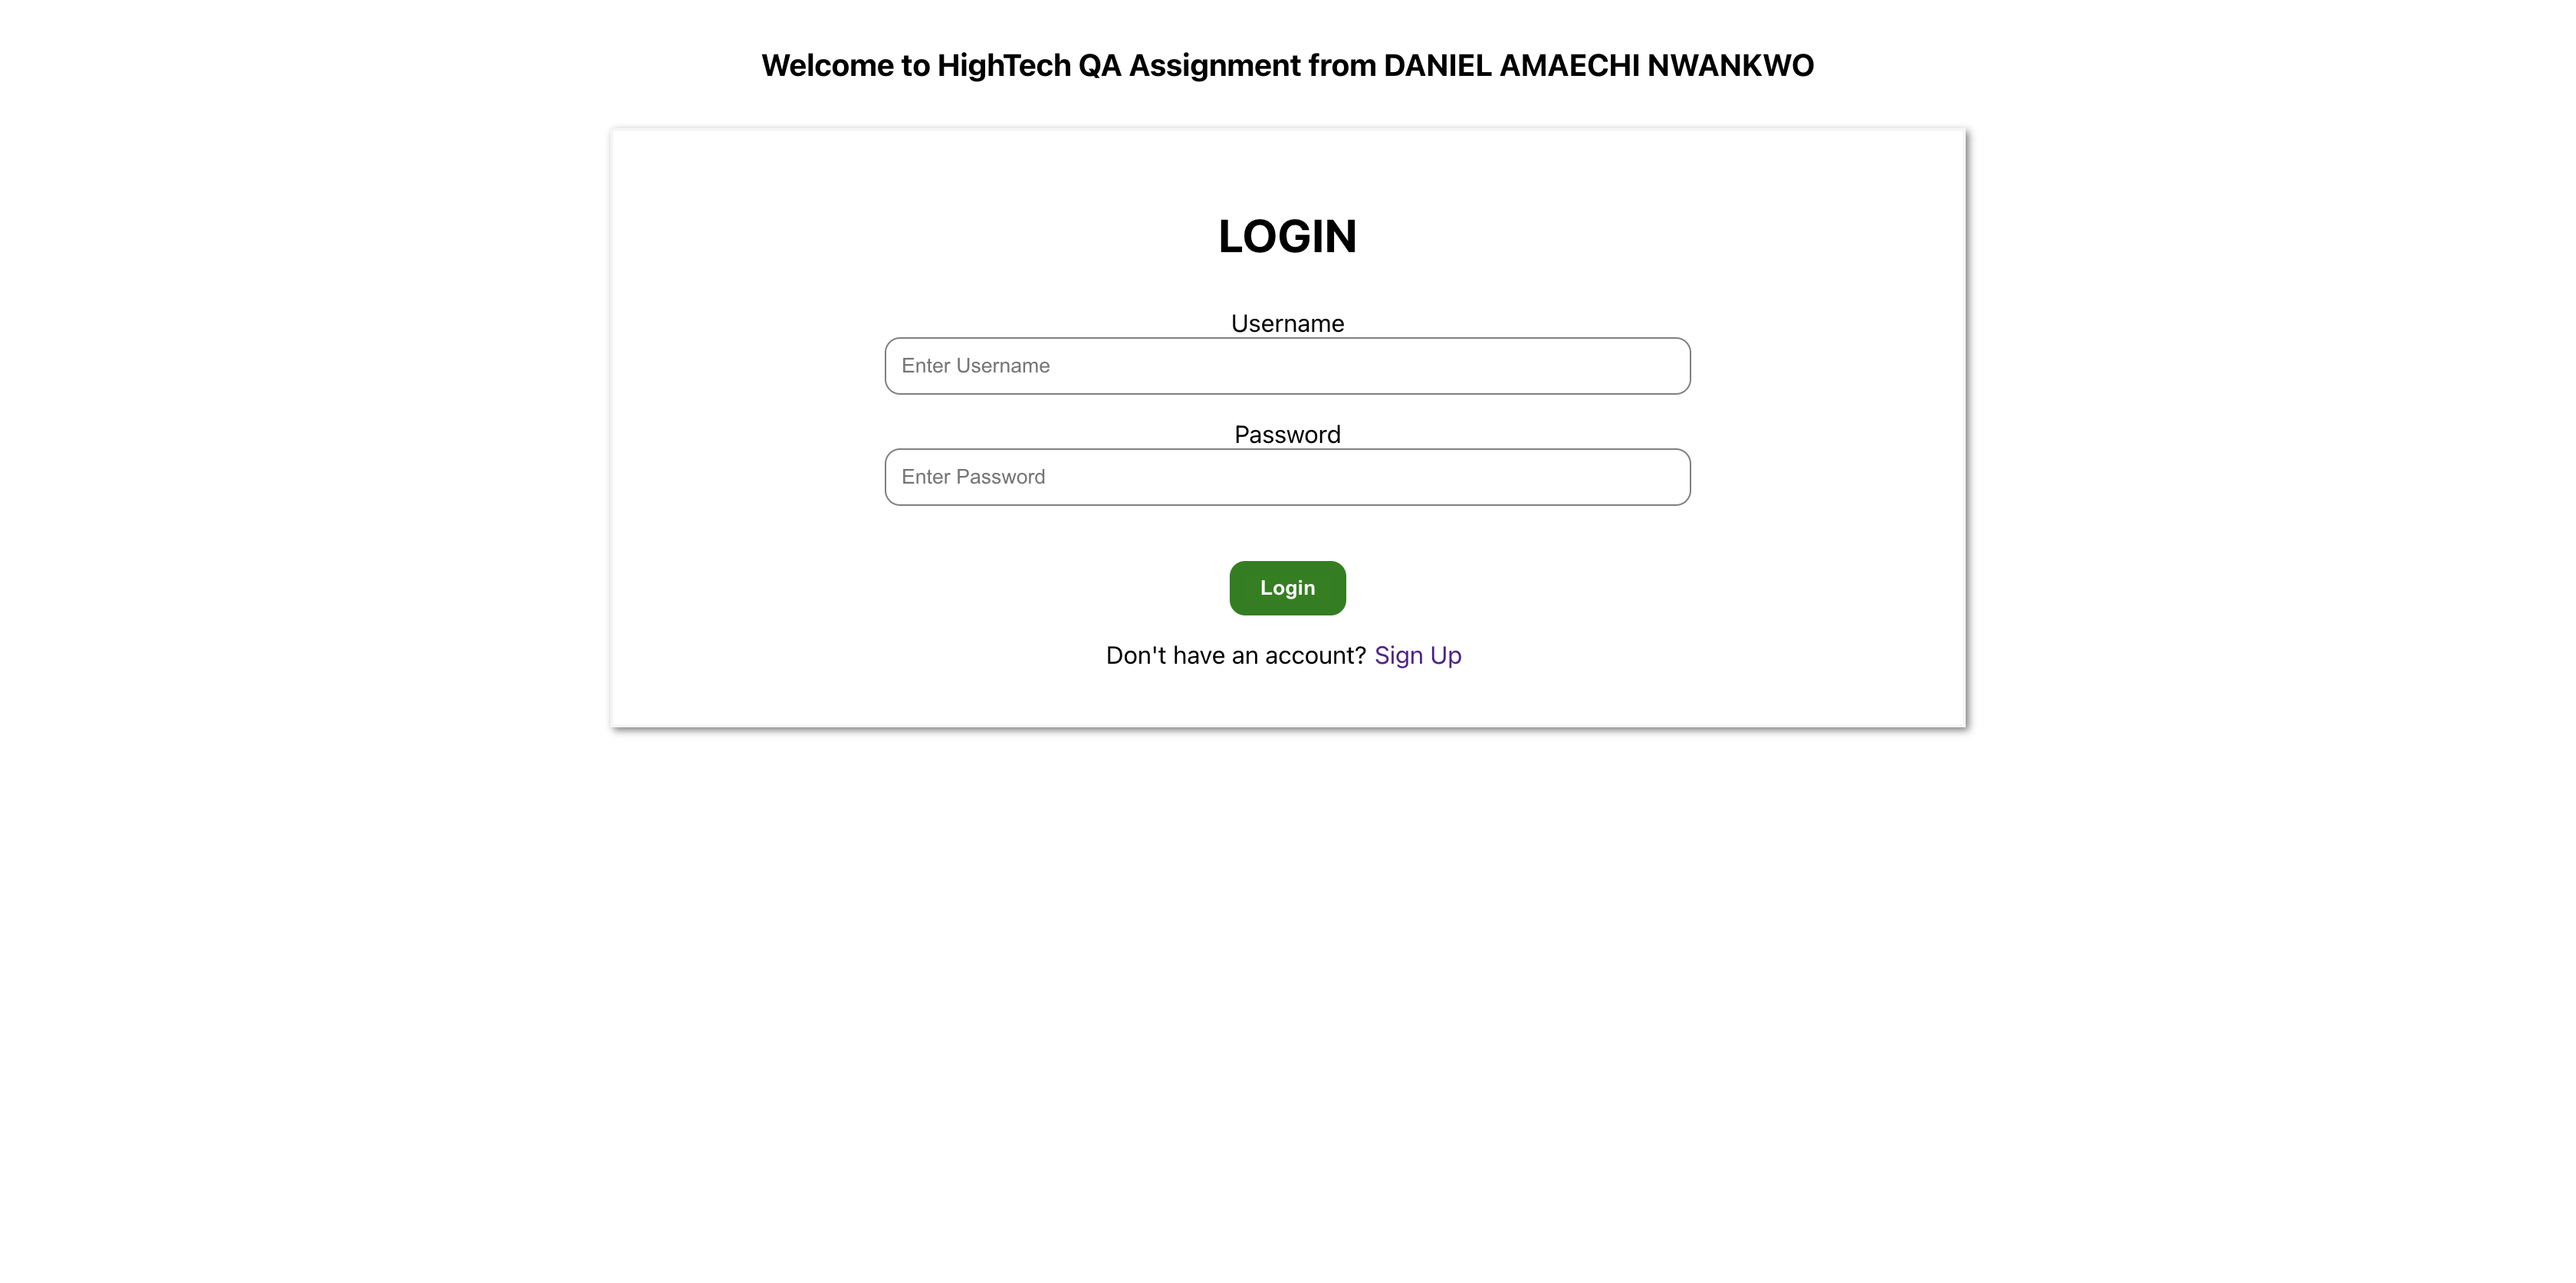 Welcome to HighTech QA Assignment from DANIEL AMAECHI NWANKWO
LOGIN
Username
Enter Username
Password
Enter Password
Login
Don't have an account? Sign Up